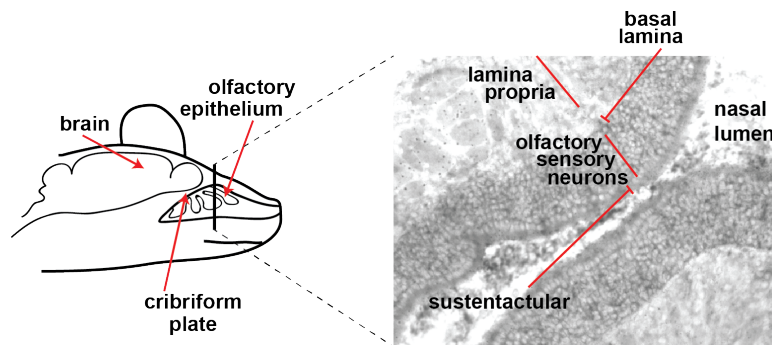 olfactory
epithelium
brain
cribriform
plate
basal
lamina
lamina
propria
nasal
lumen
olfactory
sensory
neurons
sustentactular